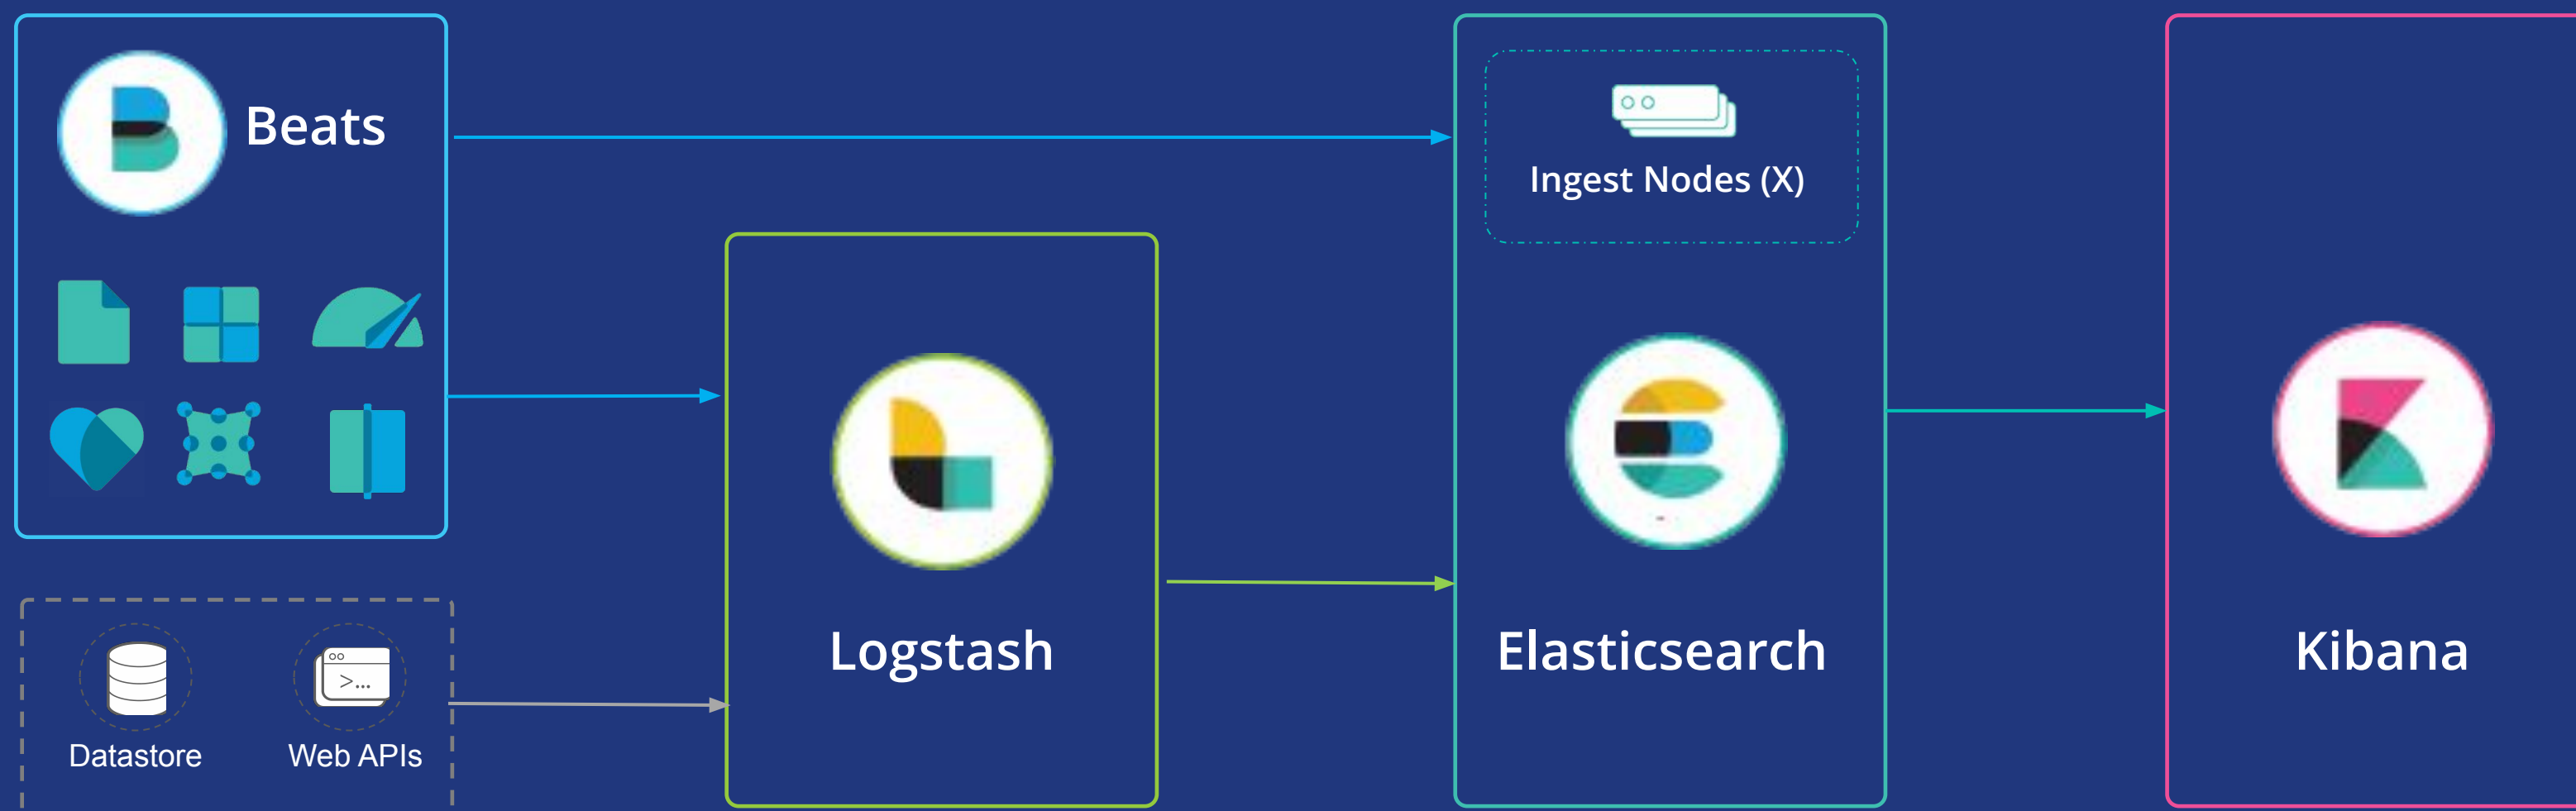 Beats
Ingest Nodes (X)
Logstash
Elasticsearch
Kibana
>...
Datastore
Web APIs